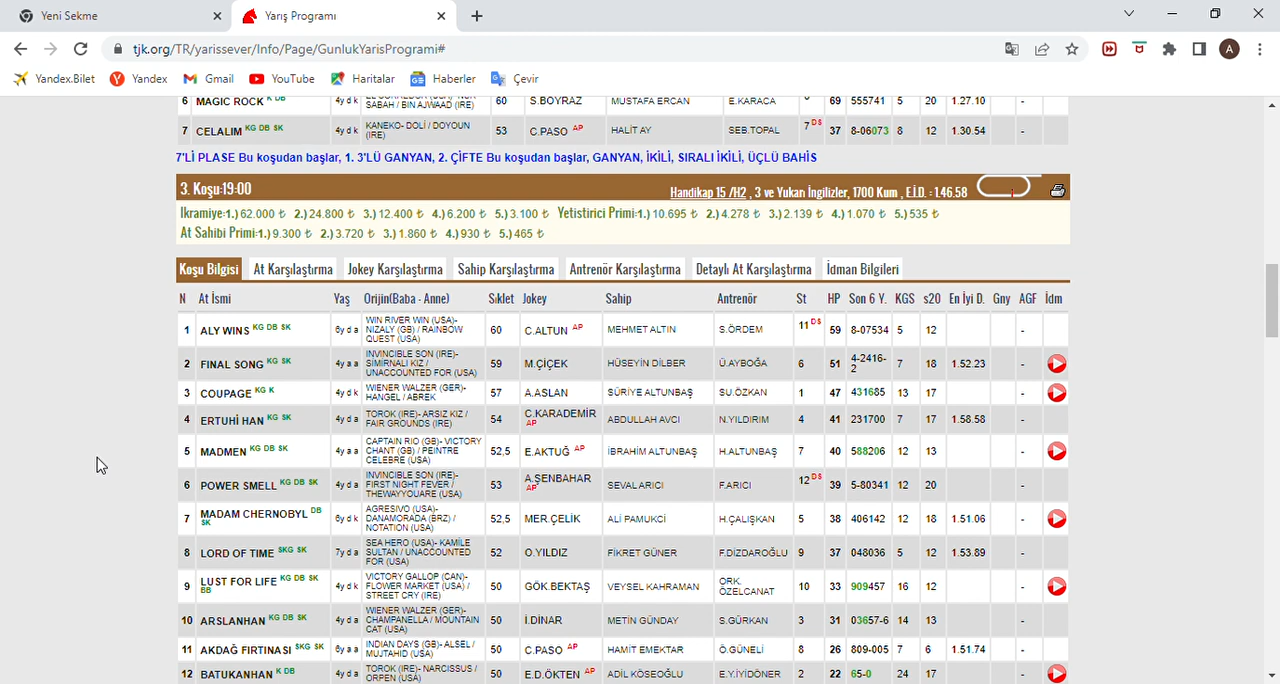 Yeni Sekme
Yarış Programı
tjk.org/TR/yarissever/Info/Page/GunlukYarisProgrami#
A
Yandex.Bilet Yandex Gmail YouTube Haritalar Haberler Çevir
6 MAGIC ROCK K DB 4y d k SABAH / BIN AJWAAD (IRE) 60 S.BOYRAZ MUSTAFA ERCAN E.KARACA 69 555741 5 20 1.27.10 -
7 CELALIM KG DB SK 4y d k KANEKO- DOLİ / DOYOUN (IRE) 53 C.PASO AP HALİT AY SEB.TOPAL 7 DS 37 8-06073 8 12 1.30.54 -
7'Lİ PLASE Bu koşudan başlar, 1. 3'LÜ GANYAN, 2. ÇİFTE Bu koşudan başlar, GANYAN, İKİLİ, SIRALI İKİLİ, ÜÇLÜ BAHİS
3. Koşu:19:00 Handikap 15 /H2 , 3 ve Yukarı İngilizler, 1700 Kum , E.İ.D. : 1.46.58
İkramiye:1.) 62.000 ₺ 2.) 24.800 ₺ 3.) 12.400 ₺ 4.) 6.200 ₺ 5.) 3.100 ₺ Yetistirici Primi:1.) 10.695 ₺ 2.) 4.278 ₺ 3.) 2.139 ₺ 4.) 1.070 ₺ 5.) 535 ₺
At Sahibi Primi:1.) 9.300 ₺ 2.) 3.720 ₺ 3.) 1.860 ₺ 4.) 930 ₺ 5.) 465 ₺
Koşu Bilgisi At Karşılaştırma Jokey Karşılaştırma Sahip Karşılaştırma Antrenör Karşılaştırma Detaylı At Karşılaştırma İdman Bilgileri
N At İsmi Yaş Orijin(Baba - Anne) Sıklet Jokey Sahip Antrenör St HP Son 6 Y. KGS s20 En İyi D. Gny AGF İdm
1 ALY WINS KG DB SK 6y d a WIN RIVER WIN (USA)- NIZALY (GB) / RAINBOW QUEST (USA) 60 C.ALTUN AP MEHMET ALTIN S.ÖRDEM 11 DS 59 8-07534 5 12 -
2 FINAL SONG KG SK 4y a a INVINCIBLE SON (IRE)- SIMIRNALI KIZ / UNACCOUNTED FOR (USA) 59 M.ÇİÇEK HÜSEYİN DİLBER Ü.AYBOĞA 6 51 4-2416-2 7 18 1.52.23 -
3 COUPAGE KG K 4y d k WIENER WALZER (GER)- HANGEL / ABREK 57 A.ASLAN SÜRİYE ALTUNBAŞ SU.ÖZKAN 1 47 431685 13 17 -
4 ERTUHİ HAN KG SK 4y d a TOROK (IRE)- ARSIZ KIZ / FAIR GROUNDS (IRE) 54 C.KARADEMİR AP ABDULLAH AVCI N.YILDIRIM 4 41 231700 7 17 1.58.58 -
5 MADMEN KG DB SK 4y a a CAPTAIN RIO (GB)- VICTORY CHANT (GB) / PEINTRE CELEBRE (USA) 52,5 E.AKTUĞ AP İBRAHİM ALTUNBAŞ H.ALTUNBAŞ 7 40 588206 12 13 -
6 POWER SMELL KG DB SK 4y d a INVINCIBLE SON (IRE)- FIRST NIGHT FEVER / THEWAYYOUARE (USA) 53 A.ŞENBAHAR AP SEVAL ARICI F.ARICI 12 DS 39 5-80341 12 20 -
7 MADAM CHERNOBYL DB SK 6y d k AGRESIVO (USA)- DANAMORADA (BRZ) / NOTATION (USA) 52,5 MER.ÇELİK ALİ PAMUKCİ H.ÇALIŞKAN 5 38 406142 12 18 1.51.06 -
8 LORD OF TIME SKG SK 7y d a SEA HERO (USA)- KAMİLE SULTAN / UNACCOUNTED FOR (USA) 52 O.YILDIZ FİKRET GÜNER F.DİZDAROĞLU 9 37 048036 5 12 1.53.89 -
9 LUST FOR LIFE KG DB SK BB 4y d k VICTORY GALLOP (CAN)- FLOWER MARKET (USA) / STREET CRY (IRE) 50 GÖK.BEKTAŞ VEYSEL KAHRAMAN ORK. ÖZELCANAT 10 33 909457 16 12 -
10 ARSLANHAN KG DB SK 4y d a WIENER WALZER (GER)- CHAMPANELLA / MOUNTAIN CAT (USA) 50 İ.DİNAR METİN GÜNDAY S.GÜRKAN 3 31 03657-6 14 13 -
11 AKDAĞ FIRTINASI SKG SK 6y a a INDIAN DAYS (GB)- ALSEL / MUJTAHID (USA) 50 C.PASO AP HAMİT EMEKTAR Ö.GÜNELİ 8 26 809-005 7 6 1.51.74 -
12 BATUKANHAN K DB 4y d a TOROK (IRE)- NARCISSUS / ORPEN (USA) 50 E.D.ÖKTEN AP ADİL KÖSEOĞLU E.Y.İYİDÖNER 2 22 65-0 24 17 -